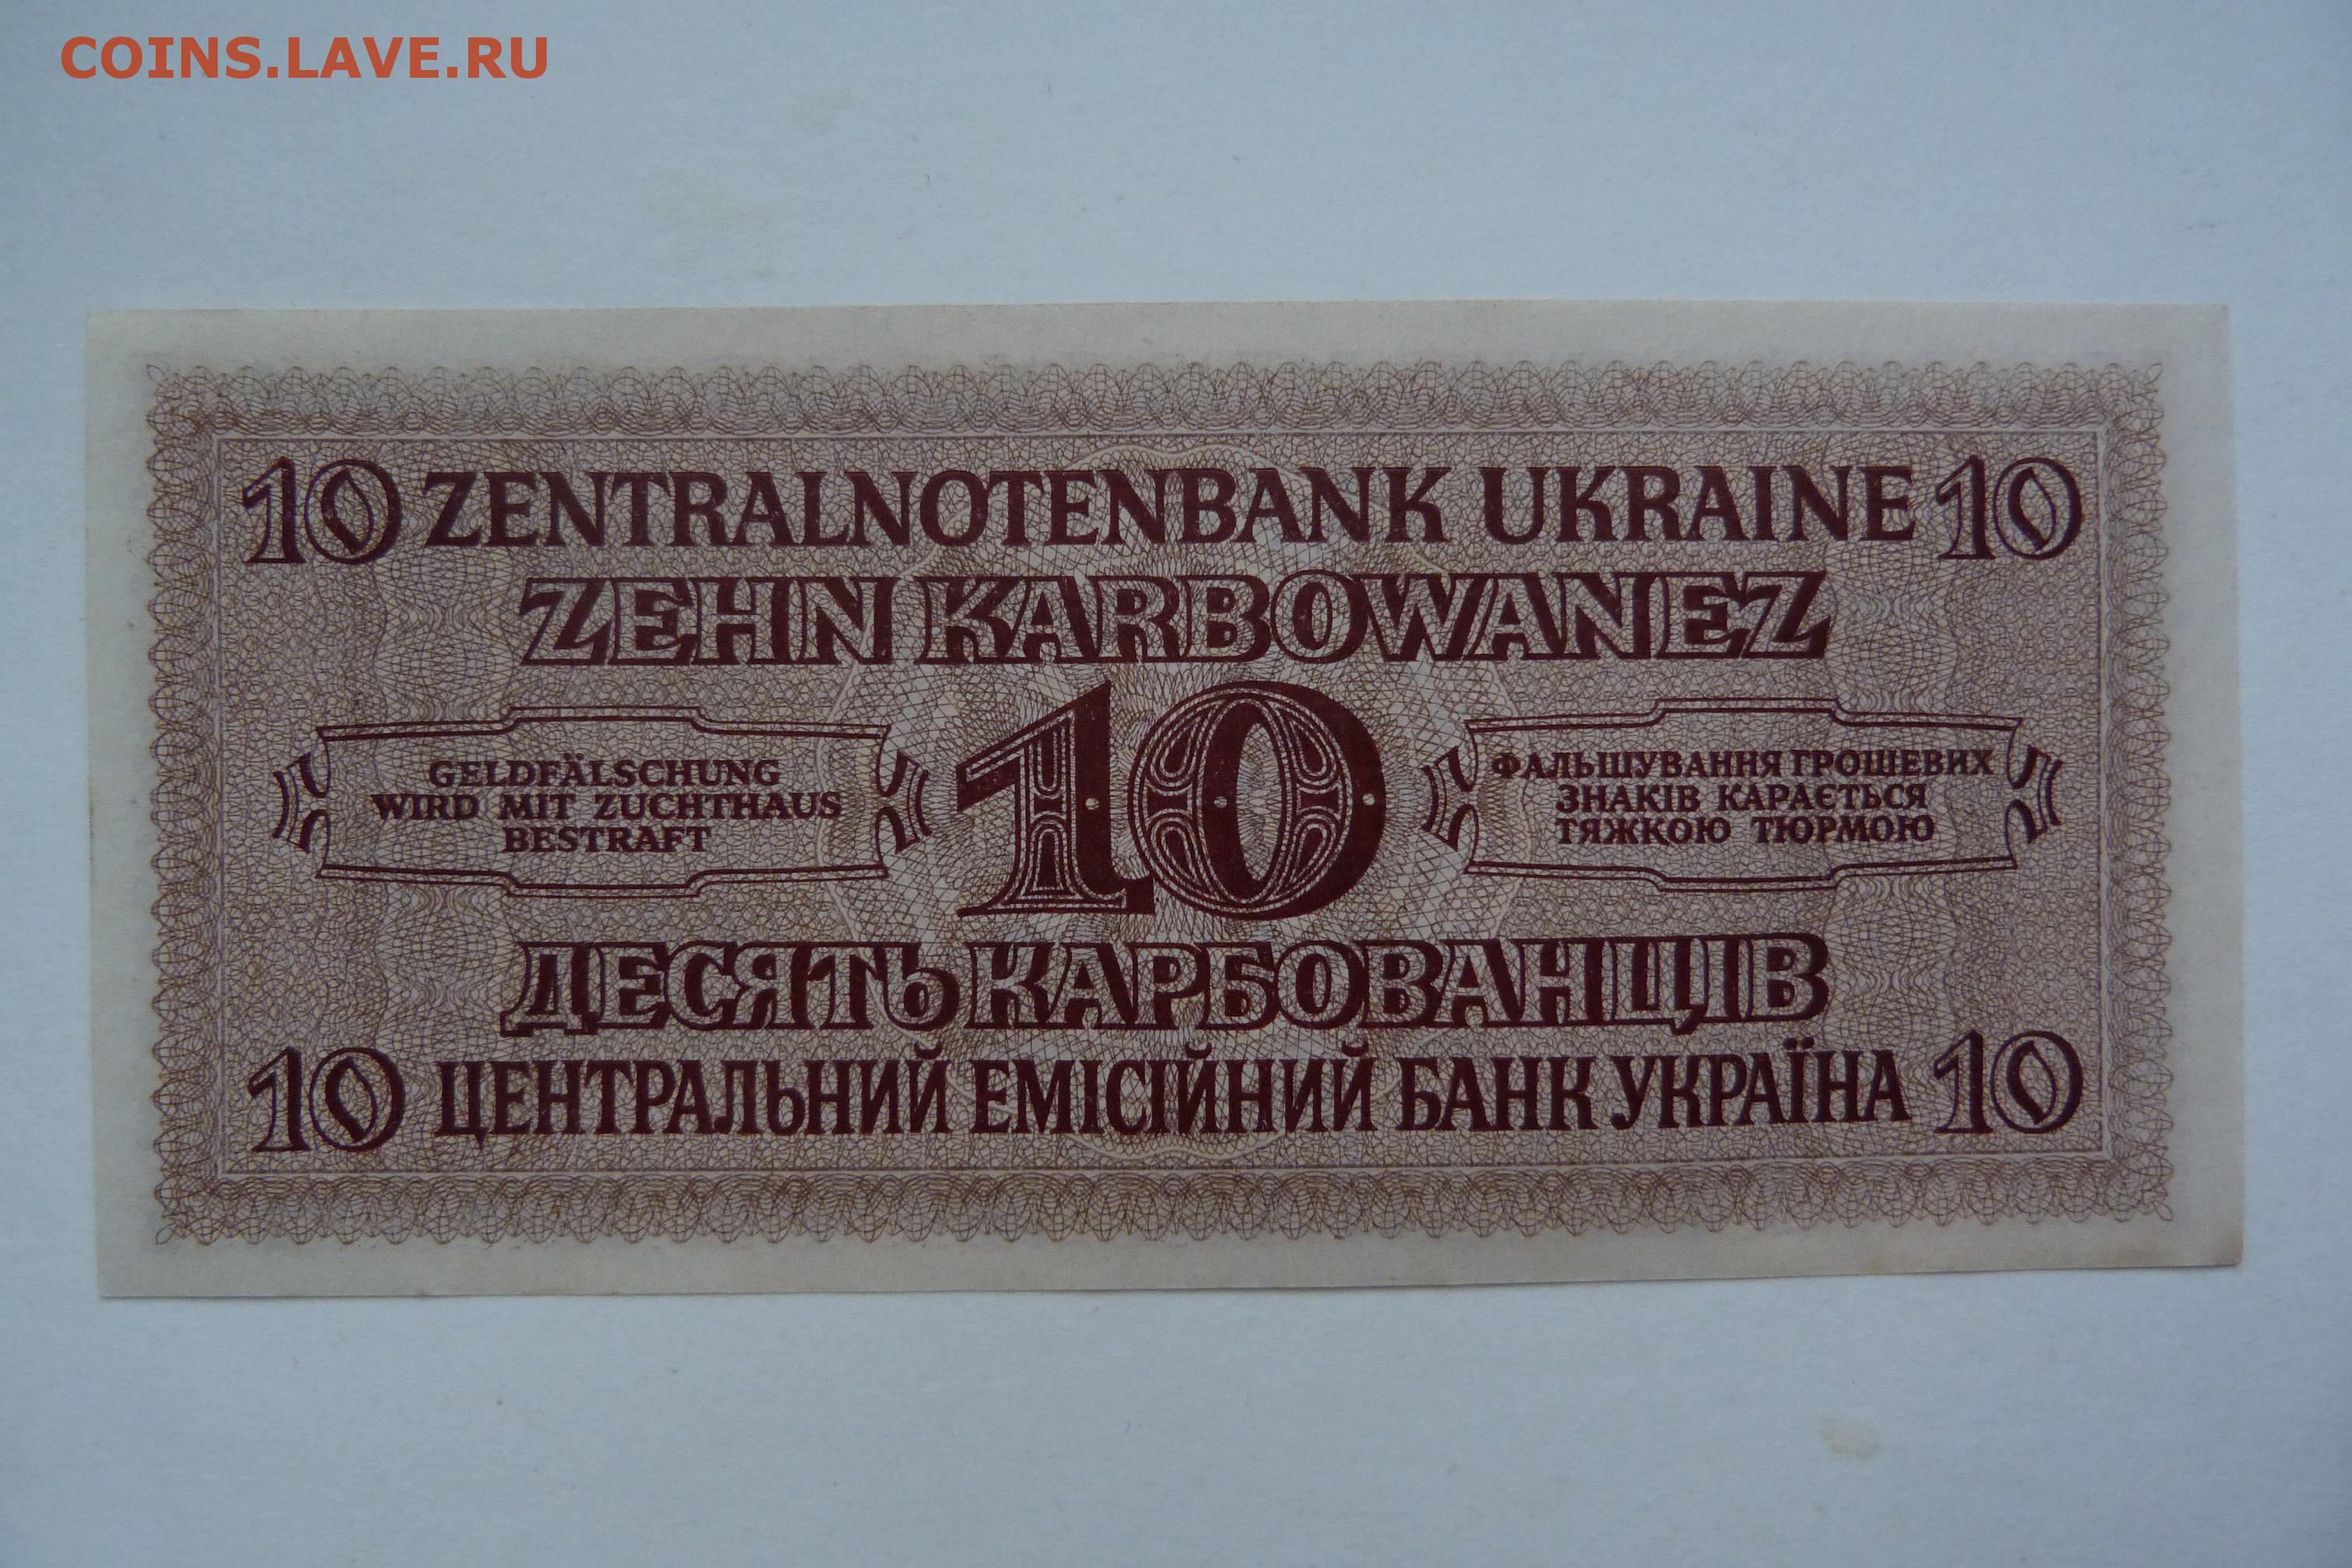 COINS.LAVE.RU
10 ZENTRALNOTENBANK UKRAINE 10
ZEHN KARBOWANEZ
GELDFÄLSCHUNG
WIRD MIT ZUCHTHAUS
BESTRAFT
10
ФАЛЬШУВАННЯ ГРОШЕВИХ
ЗНАКІВ КАРАЄТЬСЯ
ТЯЖКОЮ ТЮРМОЮ
ДЕСЯТЬ КАРБОВАНЦІВ
10 ЦЕНТРАЛЬНИЙ ЕМІСІЙНИЙ БАНК УКРАЇНА 10